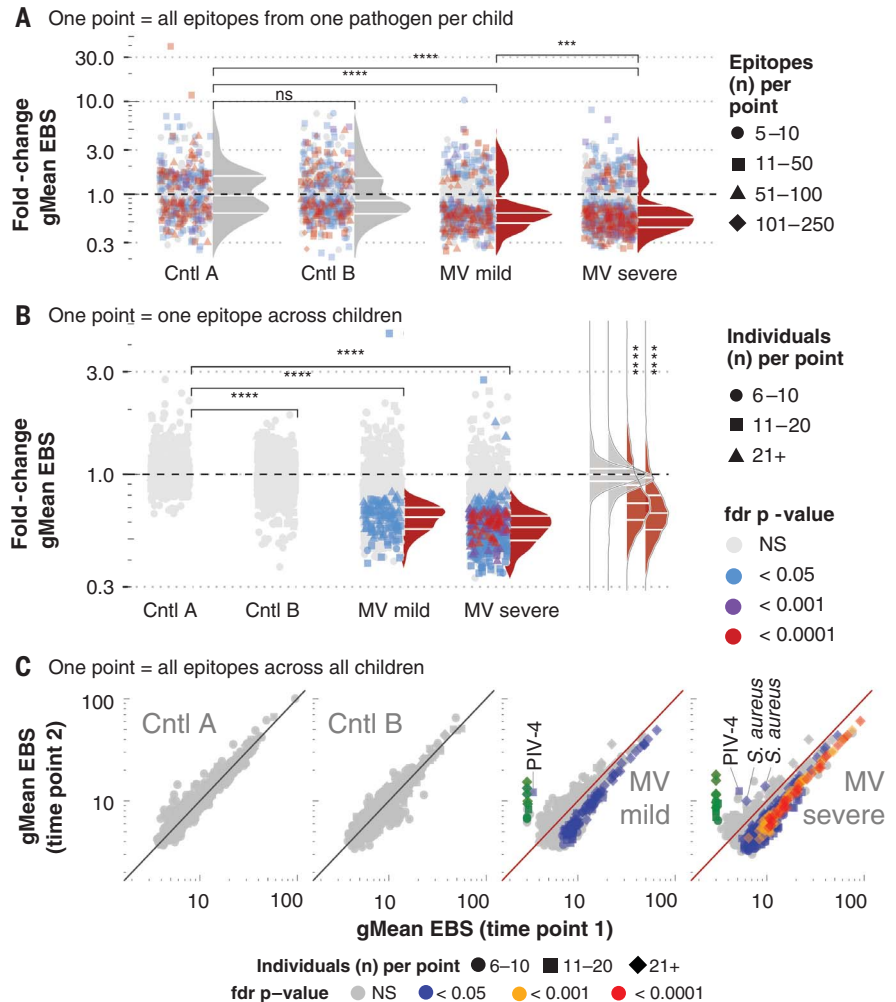 A One point = all epitopes from one pathogen per child
Fold-change
gMean EBS
30.0
10.0
3.0
1.0
0.3
ns
****
****
***
Cntl A
Cntl B
MV mild
MV severe
Epitopes
(n) per
point
5–10
11–50
51–100
101–250
B One point = one epitope across children
Fold-change
gMean EBS
3.0
1.0
0.3
****
****
****
****
****
Cntl A
Cntl B
MV mild
MV severe
Individuals
(n) per point
6–10
11–20
21+
fdr p-value
NS
< 0.05
< 0.001
< 0.0001
C One point = all epitopes across all children
gMean EBS
(time point 2)
100
10
Cntl A
Cntl B
PIV-4
MV
mild
PIV-4
S. aureus
S. aureus
MV
severe
10 100 10 100 10 100 10 100
gMean EBS (time point 1)
Individuals (n) per point 6–10 11–20 21+
fdr p–value NS < 0.05 < 0.001 < 0.0001